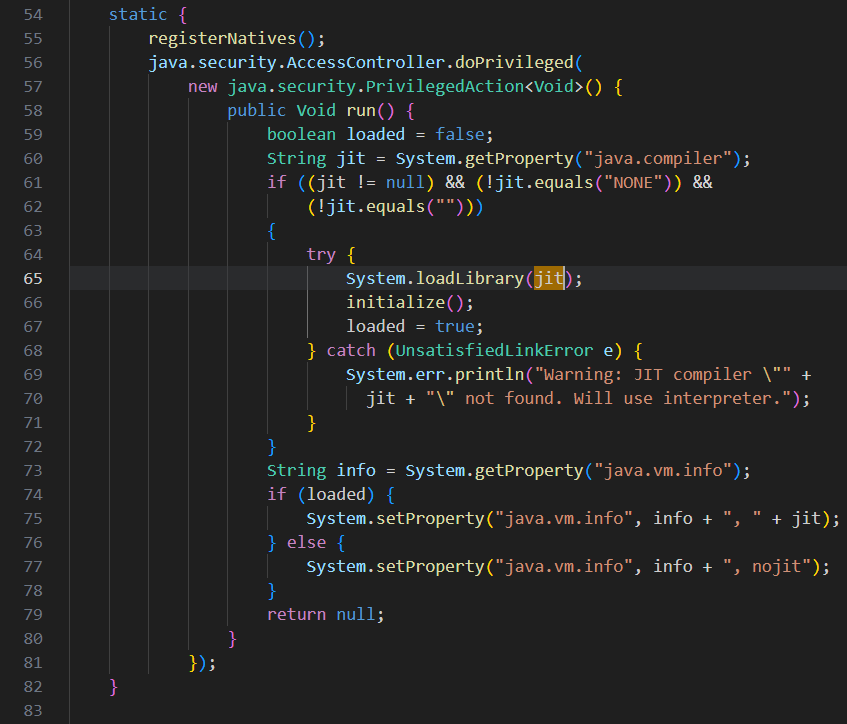 54 static {
55 registerNatives();
56 java.security.AccessController.doPrivileged(
57 new java.security.PrivilegedAction<Void>() {
58 public Void run() {
59 boolean loaded = false;
60 String jit = System.getProperty("java.compiler");
61 if ((jit != null) && (!jit.equals("NONE")) &&
62 (!jit.equals("")))
63 {
64 try {
65 System.loadLibrary(jit);
66 initialize();
67 loaded = true;
68 } catch (UnsatisfiedLinkError e) {
69 System.err.println("Warning: JIT compiler \"" +
70 jit + "\" not found. Will use interpreter.");
71 }
72 }
73 String info = System.getProperty("java.vm.info");
74 if (loaded) {
75 System.setProperty("java.vm.info", info + ", " + jit);
76 } else {
77 System.setProperty("java.vm.info", info + ", nojit");
78 }
79 return null;
80 }
81 });
82 }
83